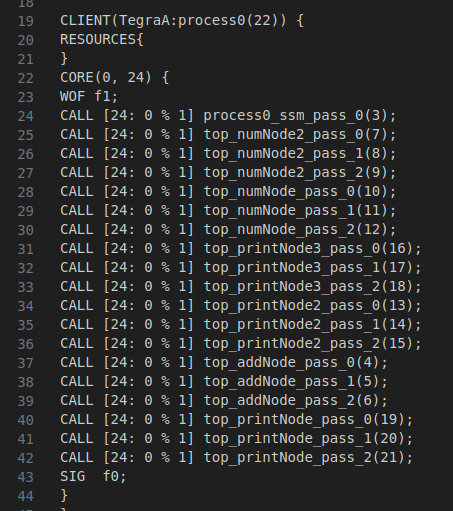 18
19 CLIENT(TegraA:process0(22)) {
20 RESOURCES{
21 }
22 CORE(0, 24) {
23 WOF f1;
24 CALL [24: 0 % 1] process0_ssm_pass_0(3);
25 CALL [24: 0 % 1] top_numNode2_pass_0(7);
26 CALL [24: 0 % 1] top_numNode2_pass_1(8);
27 CALL [24: 0 % 1] top_numNode2_pass_2(9);
28 CALL [24: 0 % 1] top_numNode_pass_0(10);
29 CALL [24: 0 % 1] top_numNode_pass_1(11);
30 CALL [24: 0 % 1] top_numNode_pass_2(12);
31 CALL [24: 0 % 1] top_printNode3_pass_0(16);
32 CALL [24: 0 % 1] top_printNode3_pass_1(17);
33 CALL [24: 0 % 1] top_printNode3_pass_2(18);
34 CALL [24: 0 % 1] top_printNode2_pass_0(13);
35 CALL [24: 0 % 1] top_printNode2_pass_1(14);
36 CALL [24: 0 % 1] top_printNode2_pass_2(15);
37 CALL [24: 0 % 1] top_addNode_pass_0(4);
38 CALL [24: 0 % 1] top_addNode_pass_1(5);
39 CALL [24: 0 % 1] top_addNode_pass_2(6);
40 CALL [24: 0 % 1] top_printNode_pass_0(19);
41 CALL [24: 0 % 1] top_printNode_pass_1(20);
42 CALL [24: 0 % 1] top_printNode_pass_2(21);
43 SIG  f0;
44 }
45 }